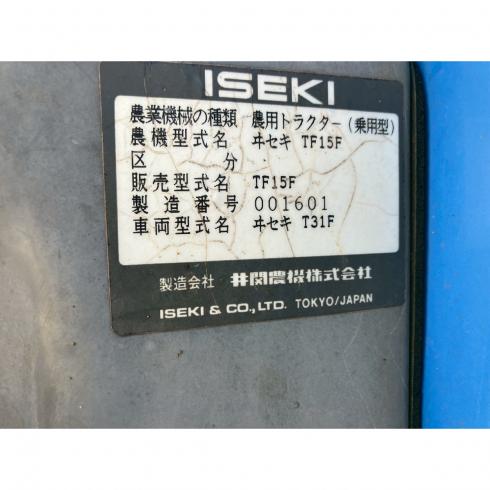 ISEKI
農業機械の種類 農用トラクター(乗用型)
農機型式名 ヰセキ TF15F
区分
販売型式名 TF15F
製造番号 001601
車両型式名 ヰセキ T31F
製造会社 井関農機株式会社
ISEKI & CO., LTD. TOKYO/JAPAN